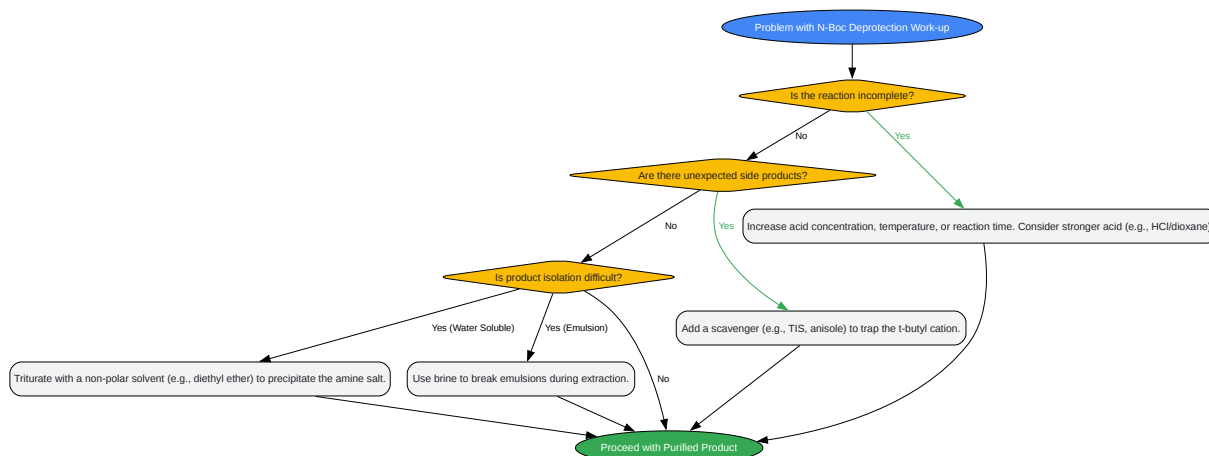 Problem with N-Boc Deprotection Work-up
Is the reaction incomplete?
No
Yes
Are there unexpected side products?
No
Yes
Increase acid concentration, temperature, or reaction time. Consider stronger acid (e.g., HCl/dioxane)
Is product isolation difficult?
Yes (Water Soluble)
Yes (Emulsion)
Add a scavenger (e.g., TIS, anisole) to trap the t-butyl cation.
Triturate with a non-polar solvent (e.g., diethyl ether) to precipitate the amine salt.
Use brine to break emulsions during extraction.
No
Proceed with Purified Product